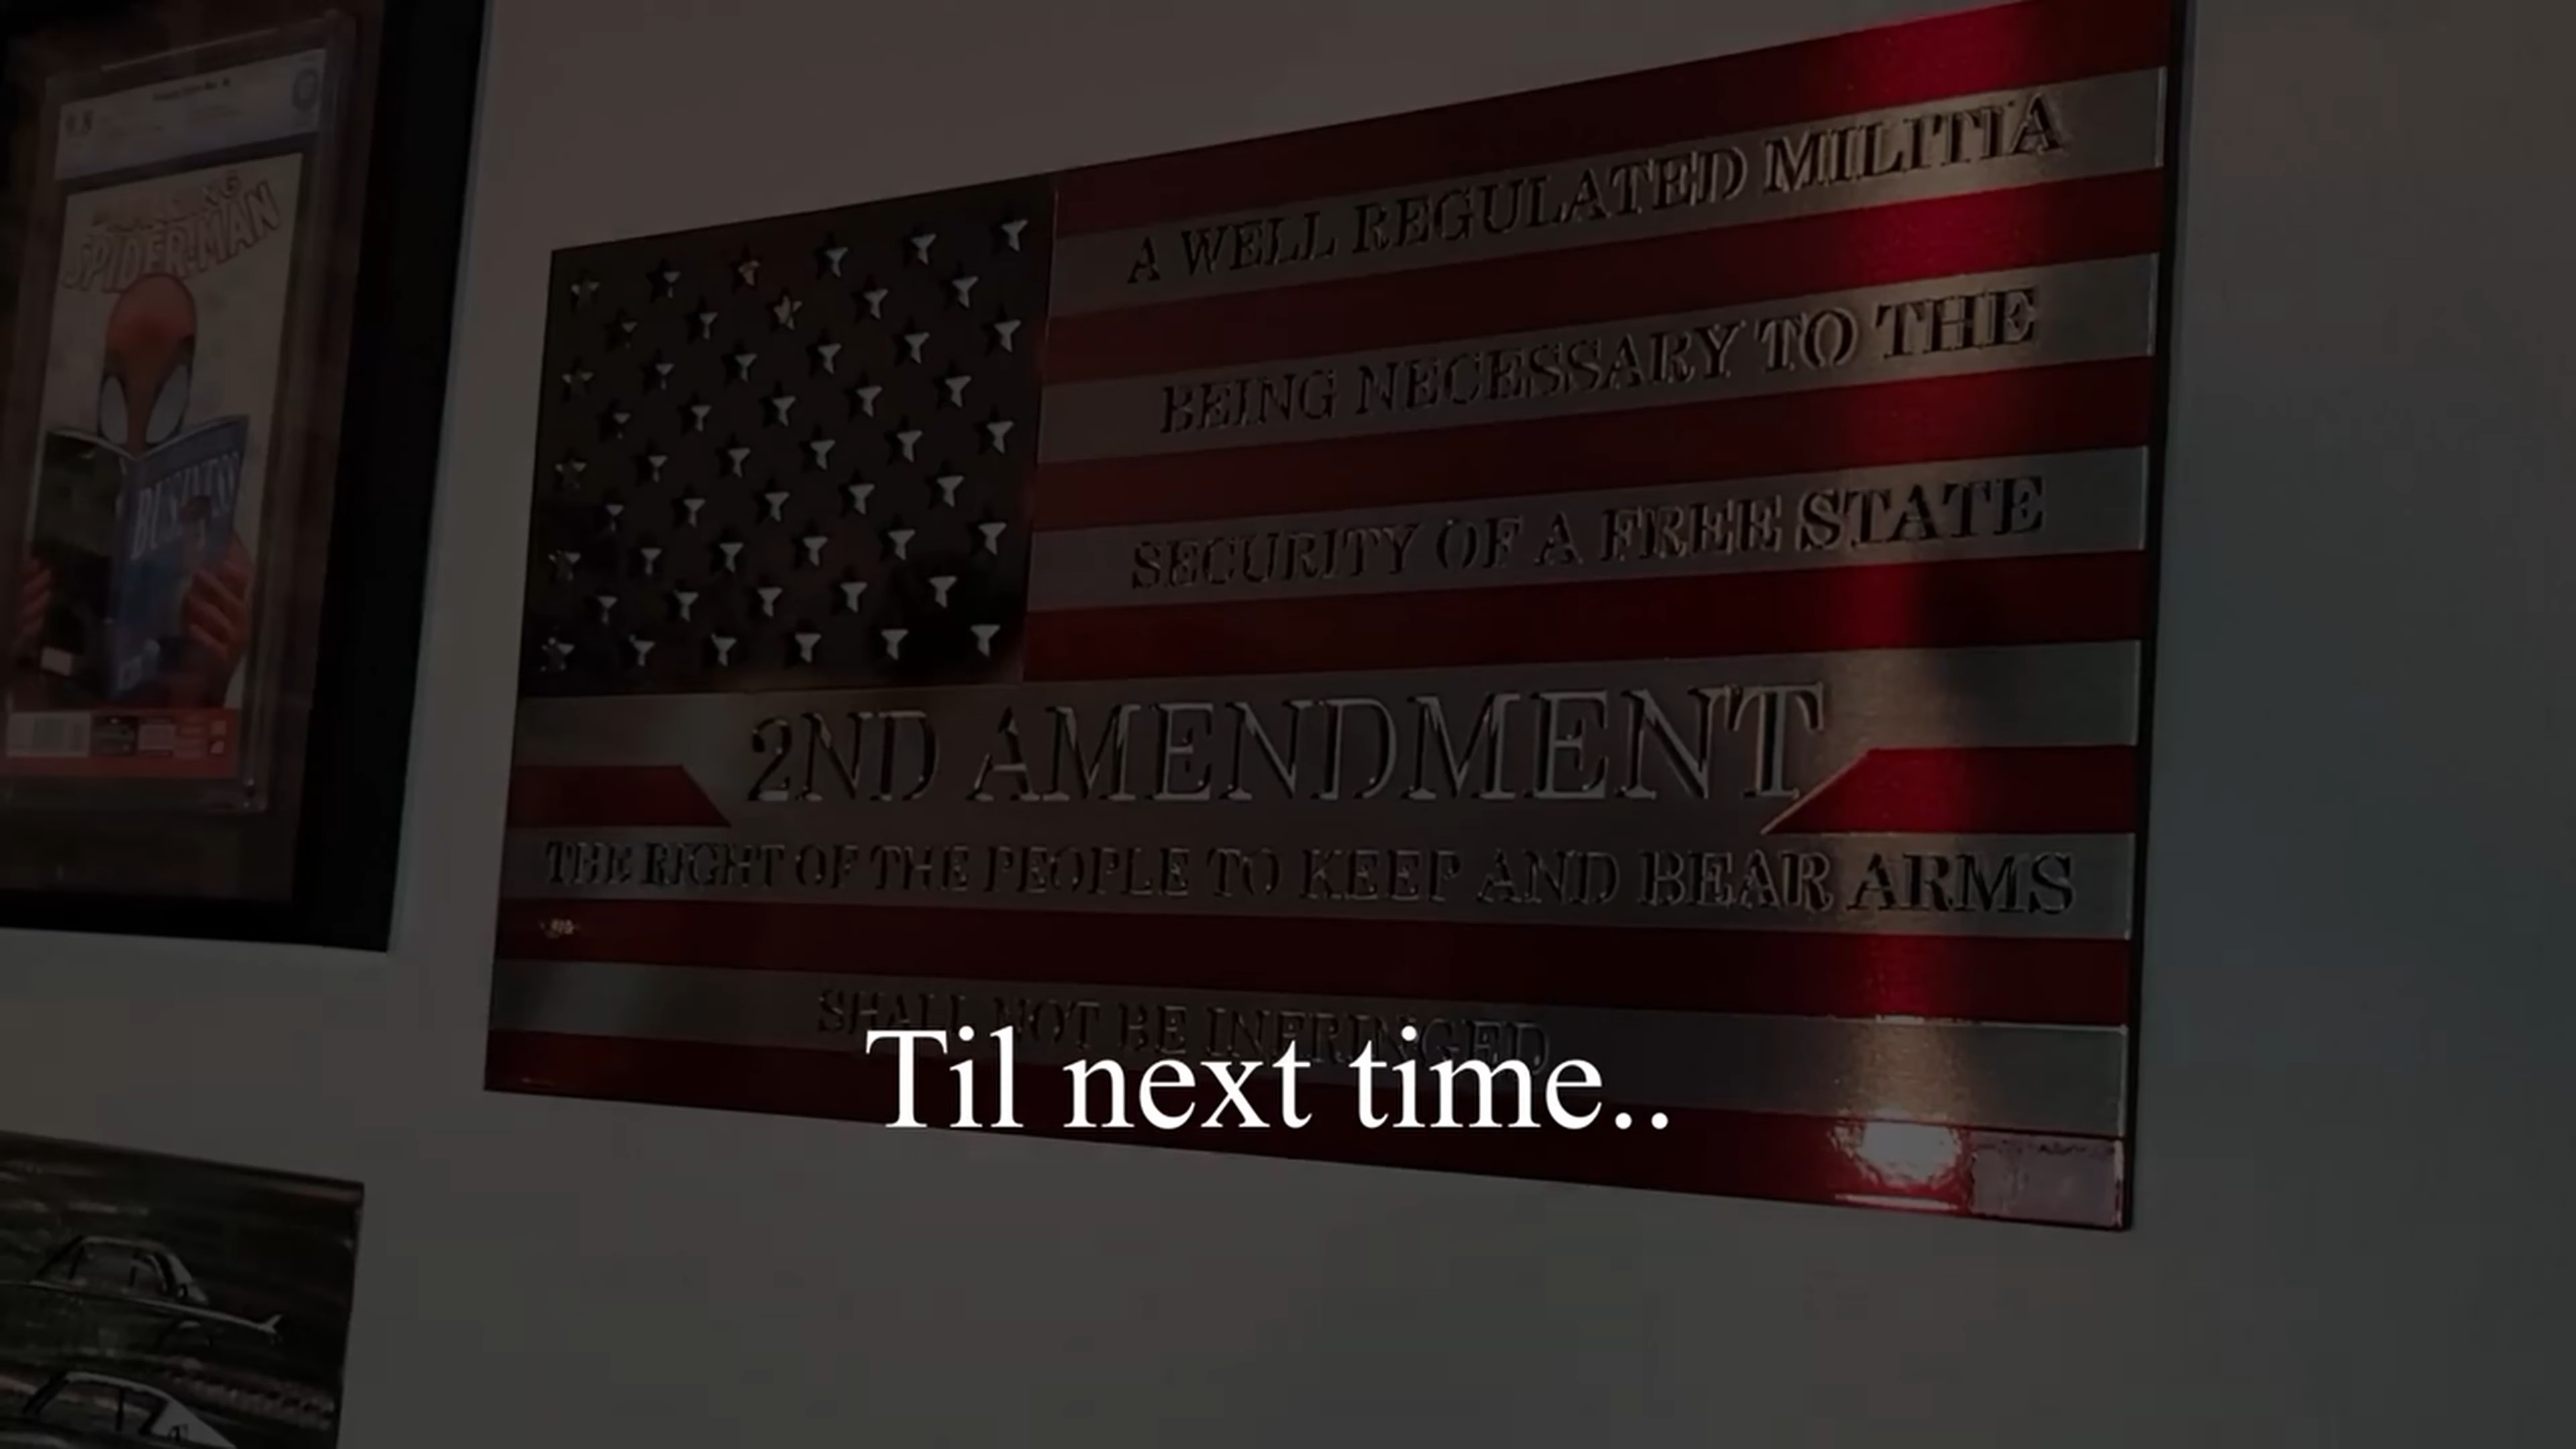 AMAZING
SPIDER-MAN
A WELL REGULATED MILITIA
BEING NECESSARY TO THE
SECURITY OF A FREE STATE
2ND AMENDMENT
THE RIGHT OF THE PEOPLE TO KEEP AND BEAR ARMS
SHALL NOT BE INFRINGED
Til next time..